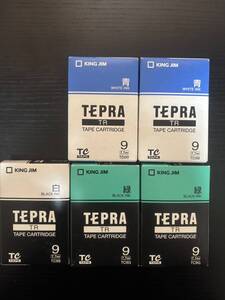 KING JIM
青
WHITE INK
TEPRA
TR
TAPE CARTRIDGE
TC
9
KING JIM
青
WHITE INK
TEPRA
TR
TAPE CARTRIDGE
TC
9
KING JIM
白
BLACK INK
TEPRA
TR
TAPE CARTRIDGE
TC
9
KING JIM
緑
BLACK INK
TEPRA
TR
TAPE CARTRIDGE
TC
9
KING JIM
緑
BLACK INK
TEPRA
TR
TAPE CARTRIDGE
TC
9